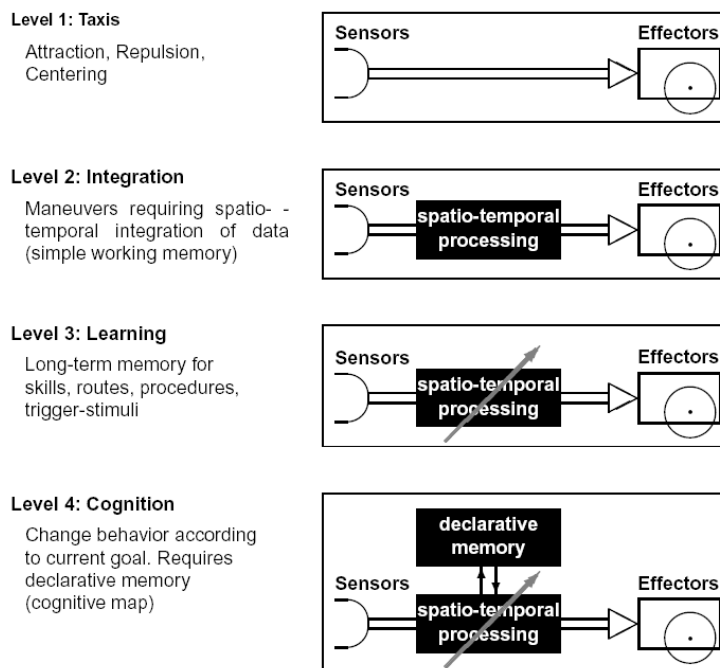 Level 1: Taxis
Attraction, Repulsion,
Centering
Sensors
Effectors
Level 2: Integration
Maneuvers requiring spatio- -
temporal integration of data
(simple working memory)
Sensors
Effectors
spatio-temporal
processing
Level 3: Learning
Long-term memory for
skills, routes, procedures,
trigger-stimuli
Sensors
Effectors
spatio-temporal
processing
Level 4: Cognition
Change behavior according
to current goal. Requires
declarative memory
(cognitive map)
declarative
memory
Sensors
Effectors
spatio-temporal
processing